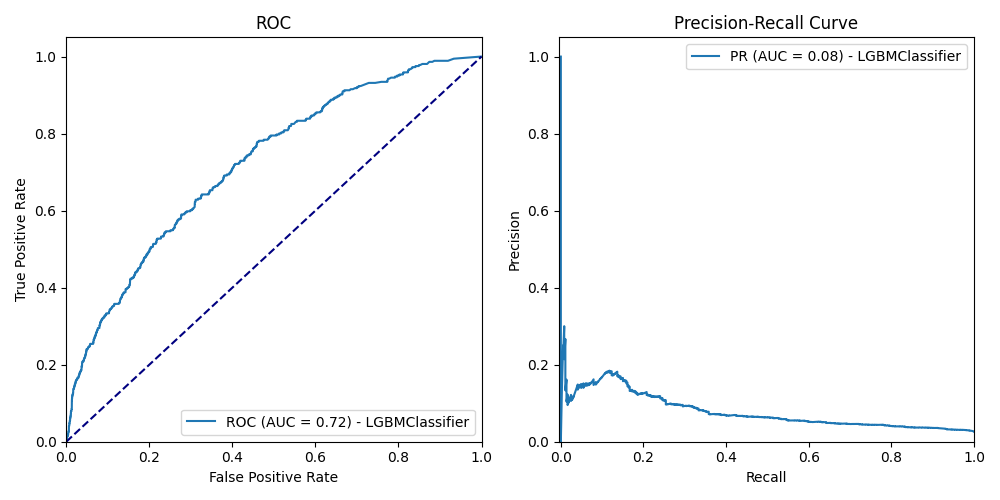 ROC
1.0
0.8
0.6
0.4
0.2
0.0
True Positive Rate
0.0 0.2 0.4 0.6 0.8 1.0
False Positive Rate
ROC (AUC = 0.72) - LGBMClassifier
Precision-Recall Curve
PR (AUC = 0.08) - LGBMClassifier
1.0
0.8
0.6
0.4
0.2
0.0
Precision
0.0 0.2 0.4 0.6 0.8 1.0
Recall